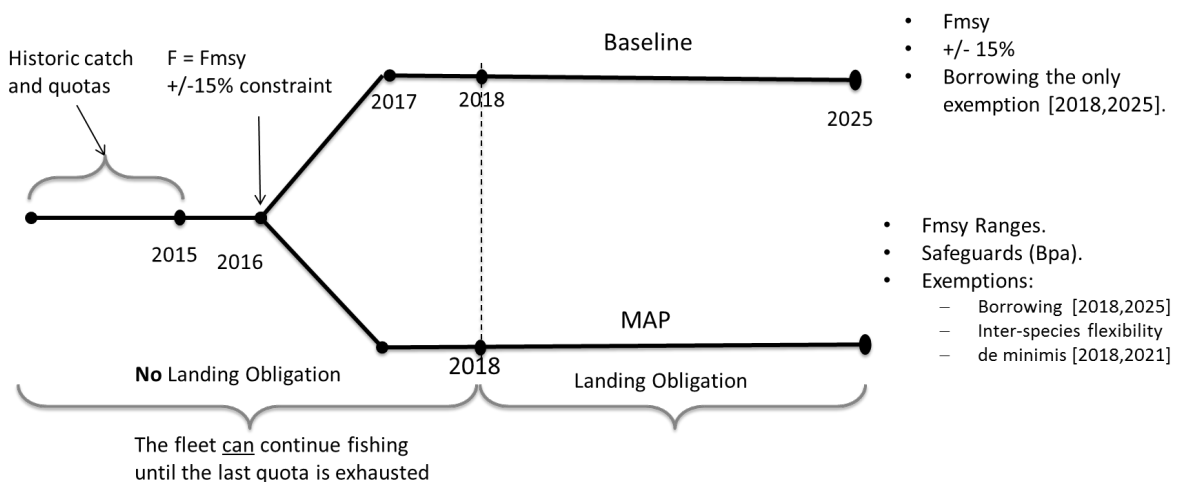 Historic catch
and quotas
F = Fmsy
+/-15% constraint
Baseline
2017
2018
2025
• Fmsy
• +/- 15%
• Borrowing the only
exemption [2018,2025].
2015
2016
• Fmsy Ranges.
• Safeguards (Bpa).
• Exemptions:
– Borrowing [2018,2025]
– Inter-species flexibility
– de minimis [2018,2021]
MAP
2018
No Landing Obligation
Landing Obligation
The fleet can continue fishing
until the last quota is exhausted